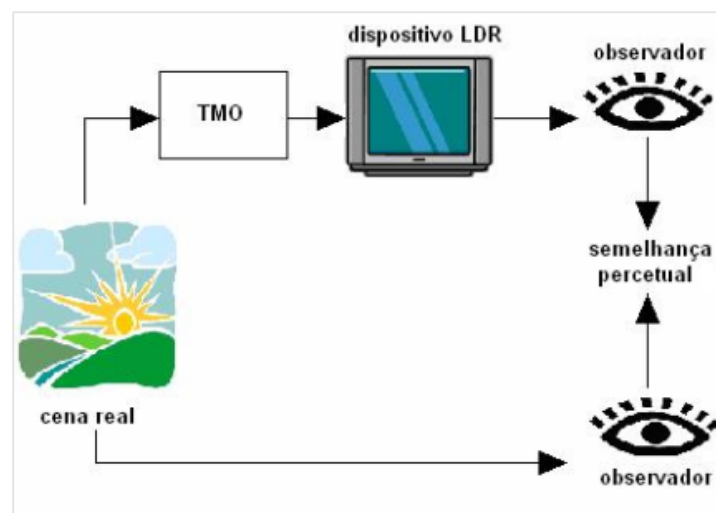 dispositivo LDR
observador
TMO
semelhança
percetual
cena real
observador